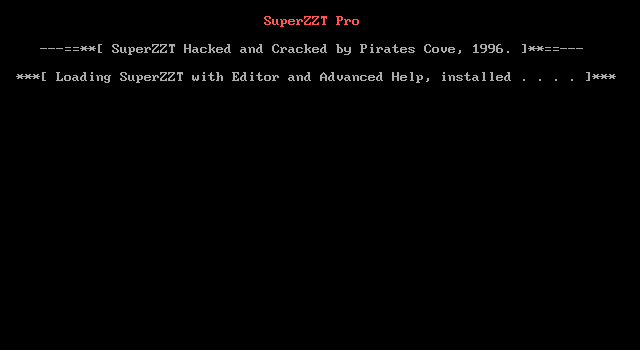 SuperZZT Pro
---==**[ SuperZZT Hacked and Cracked by Pirates Cove, 1996. ]**==---
***[ Loading SuperZZT with Editor and Advanced Help, installed . . . . ]***